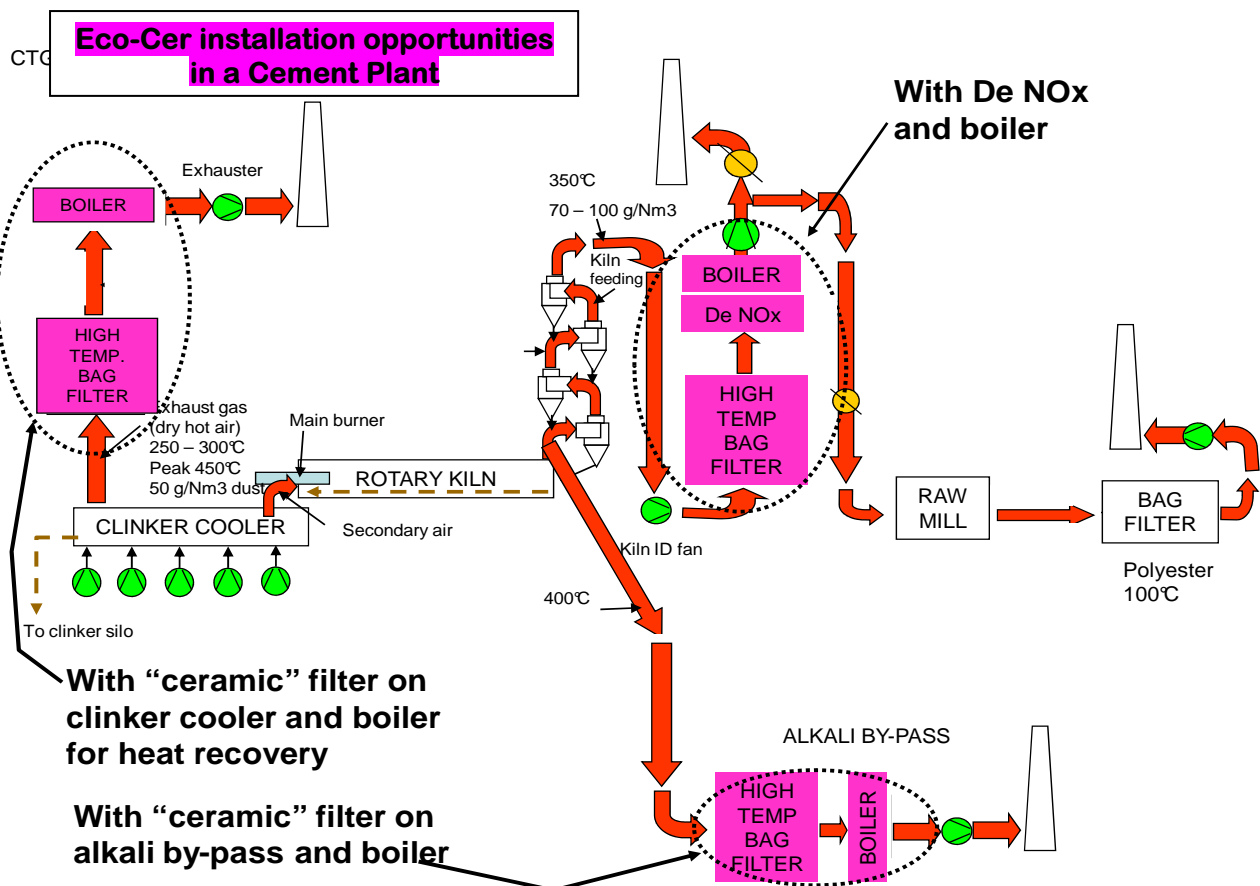 Eco-Cer installation opportunities
in a Cement Plant
CTG
With De NOx
and boiler
Exhauster
BOILER
HIGH
TEMP.
BAG
FILTER
Exhaust gas
(dry hot air)
250 – 300°C
Peak 450°C
50 g/Nm3 dust
Main burner
ROTARY KILN
Secondary air
CLINKER COOLER
To clinker silo
350°C
70 – 100 g/Nm3
Kiln
feeding
BOILER
De NOx
HIGH
TEMP
BAG
FILTER
Kiln ID fan
RAW
MILL
BAG
FILTER
Polyester
100°C
400°C
With “ceramic” filter on
clinker cooler and boiler
for heat recovery
ALKALI BY-PASS
With “ceramic” filter on
alkali by-pass and boiler
HIGH
TEMP
BAG
FILTER
BOILER